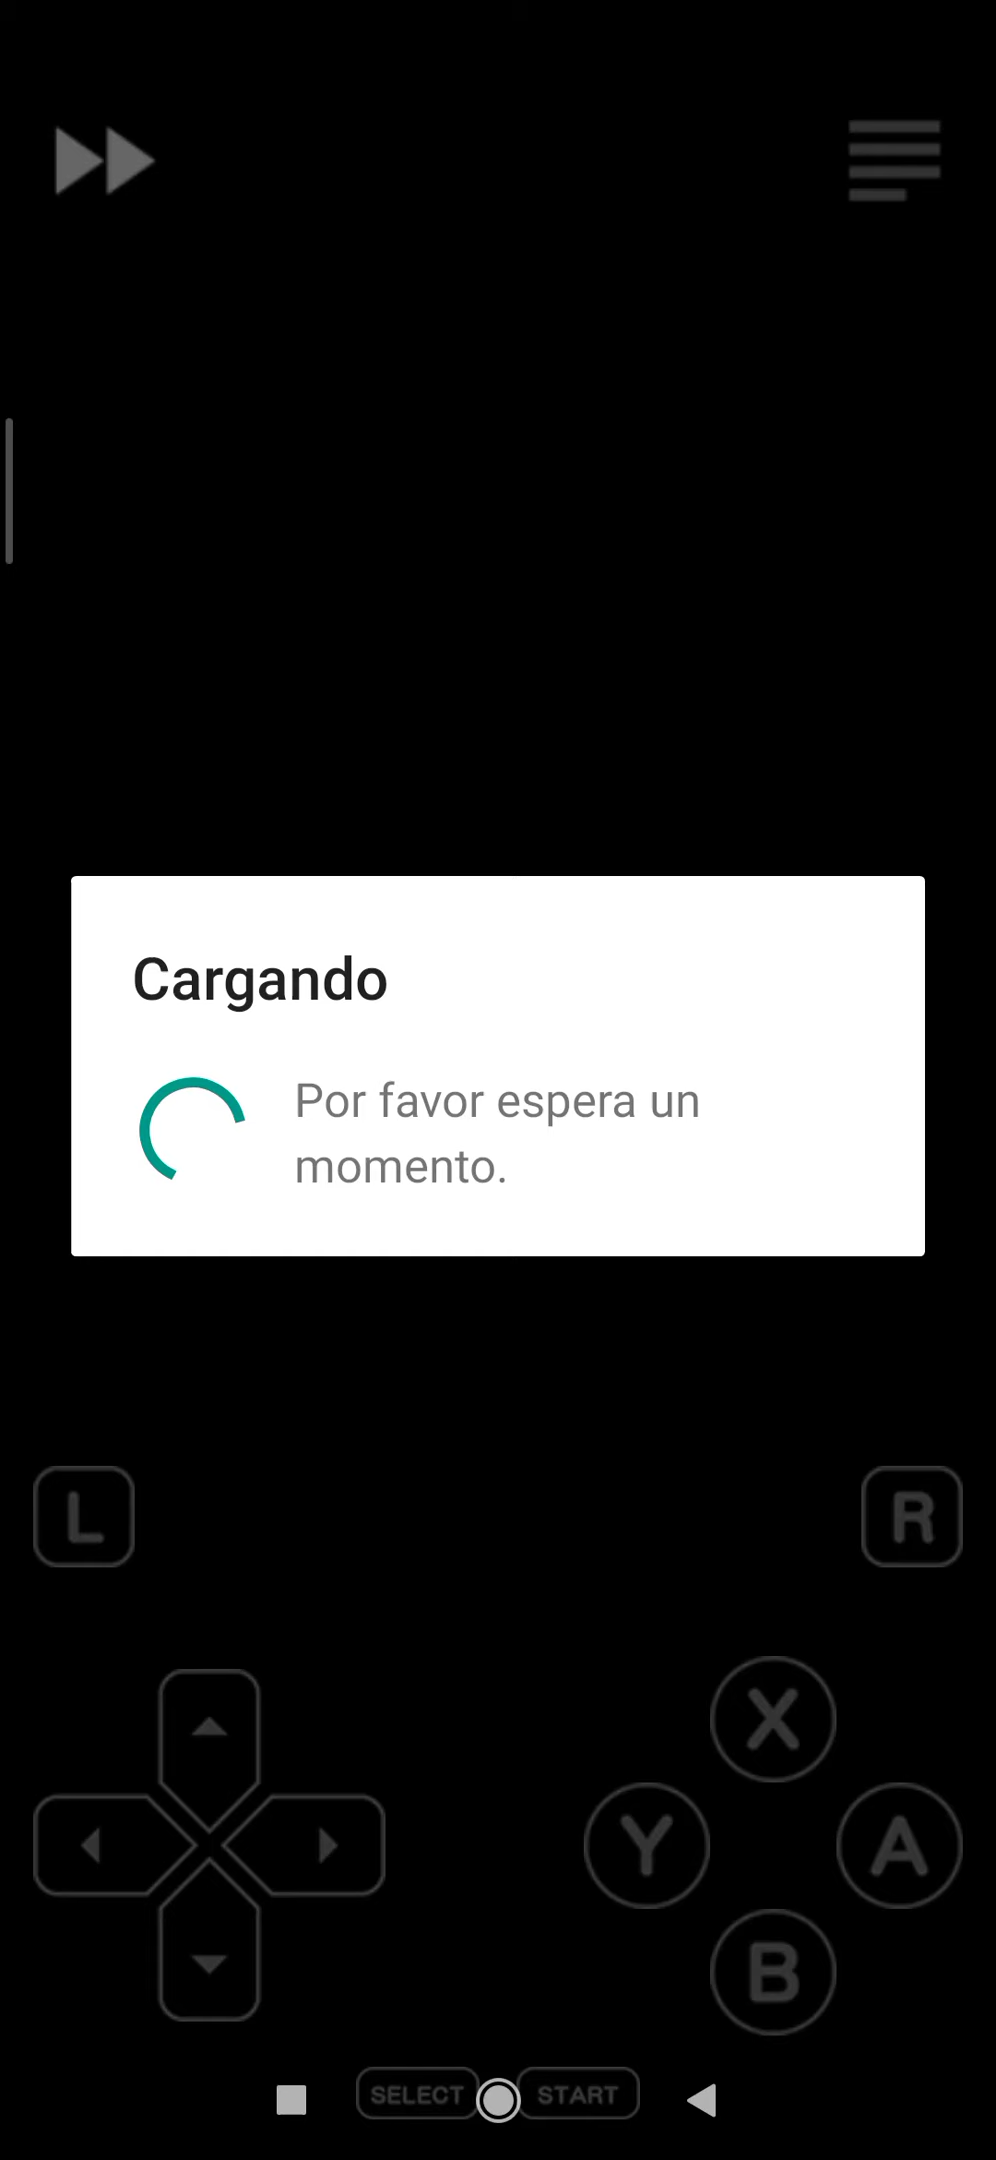 Cargando
Por favor espera un
momento.
L
R
X
Y
A
B
SELECT
START